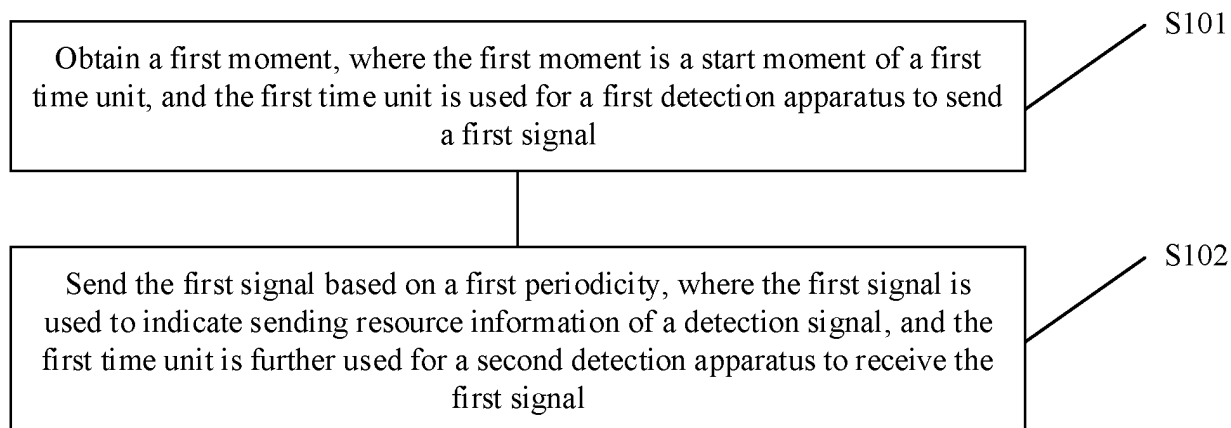 S101
Obtain a first moment, where the first moment is a start moment of a first
time unit, and the first time unit is used for a first detection apparatus to send
a first signal
S102
Send the first signal based on a first periodicity, where the first signal is
used to indicate sending resource information of a detection signal, and the
first time unit is further used for a second detection apparatus to receive the
first signal